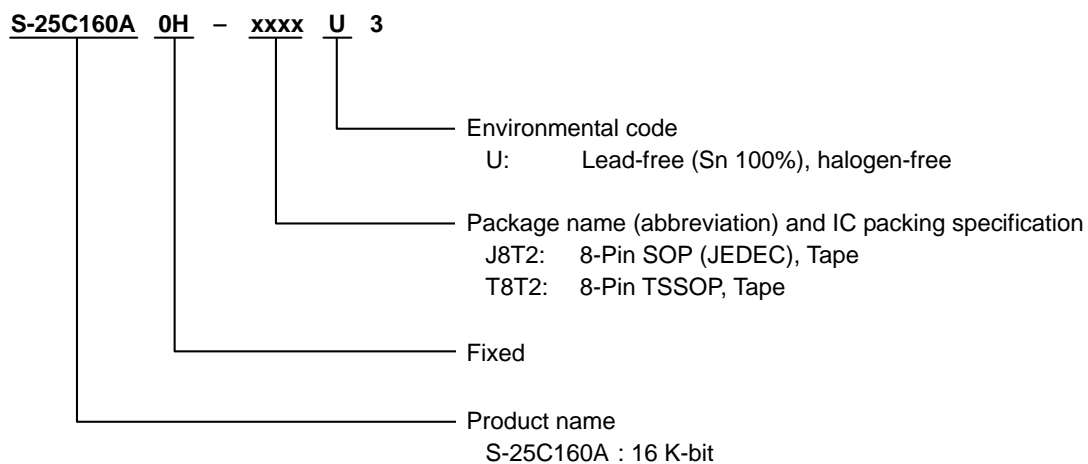 S-25C160A 0H – xxxx U 3
Environmental code
U: Lead-free (Sn 100%), halogen-free
Package name (abbreviation) and IC packing specification
J8T2: 8-Pin SOP (JEDEC), Tape
T8T2: 8-Pin TSSOP, Tape
Fixed
Product name
S-25C160A : 16 K-bit